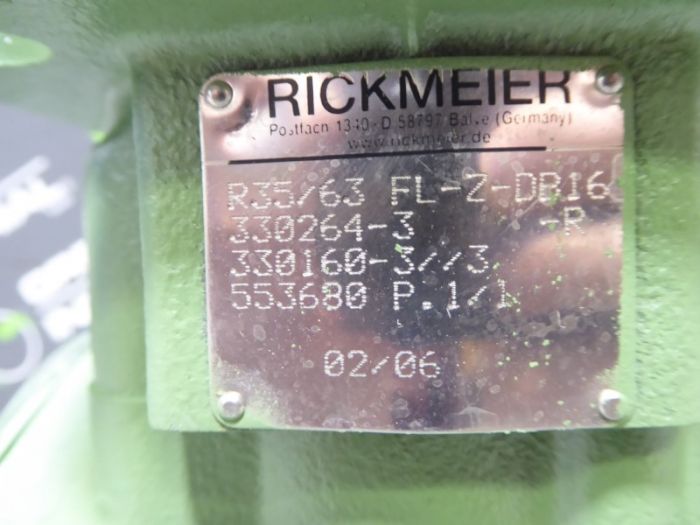 RICKMEIER
Postfach 1340 · D 58797 Balve (Germany)
www.rickmeier.de
R35/63 FL-Z-DB16
330264-3 -R
330160-3//3
553680 P.1/1
02/06